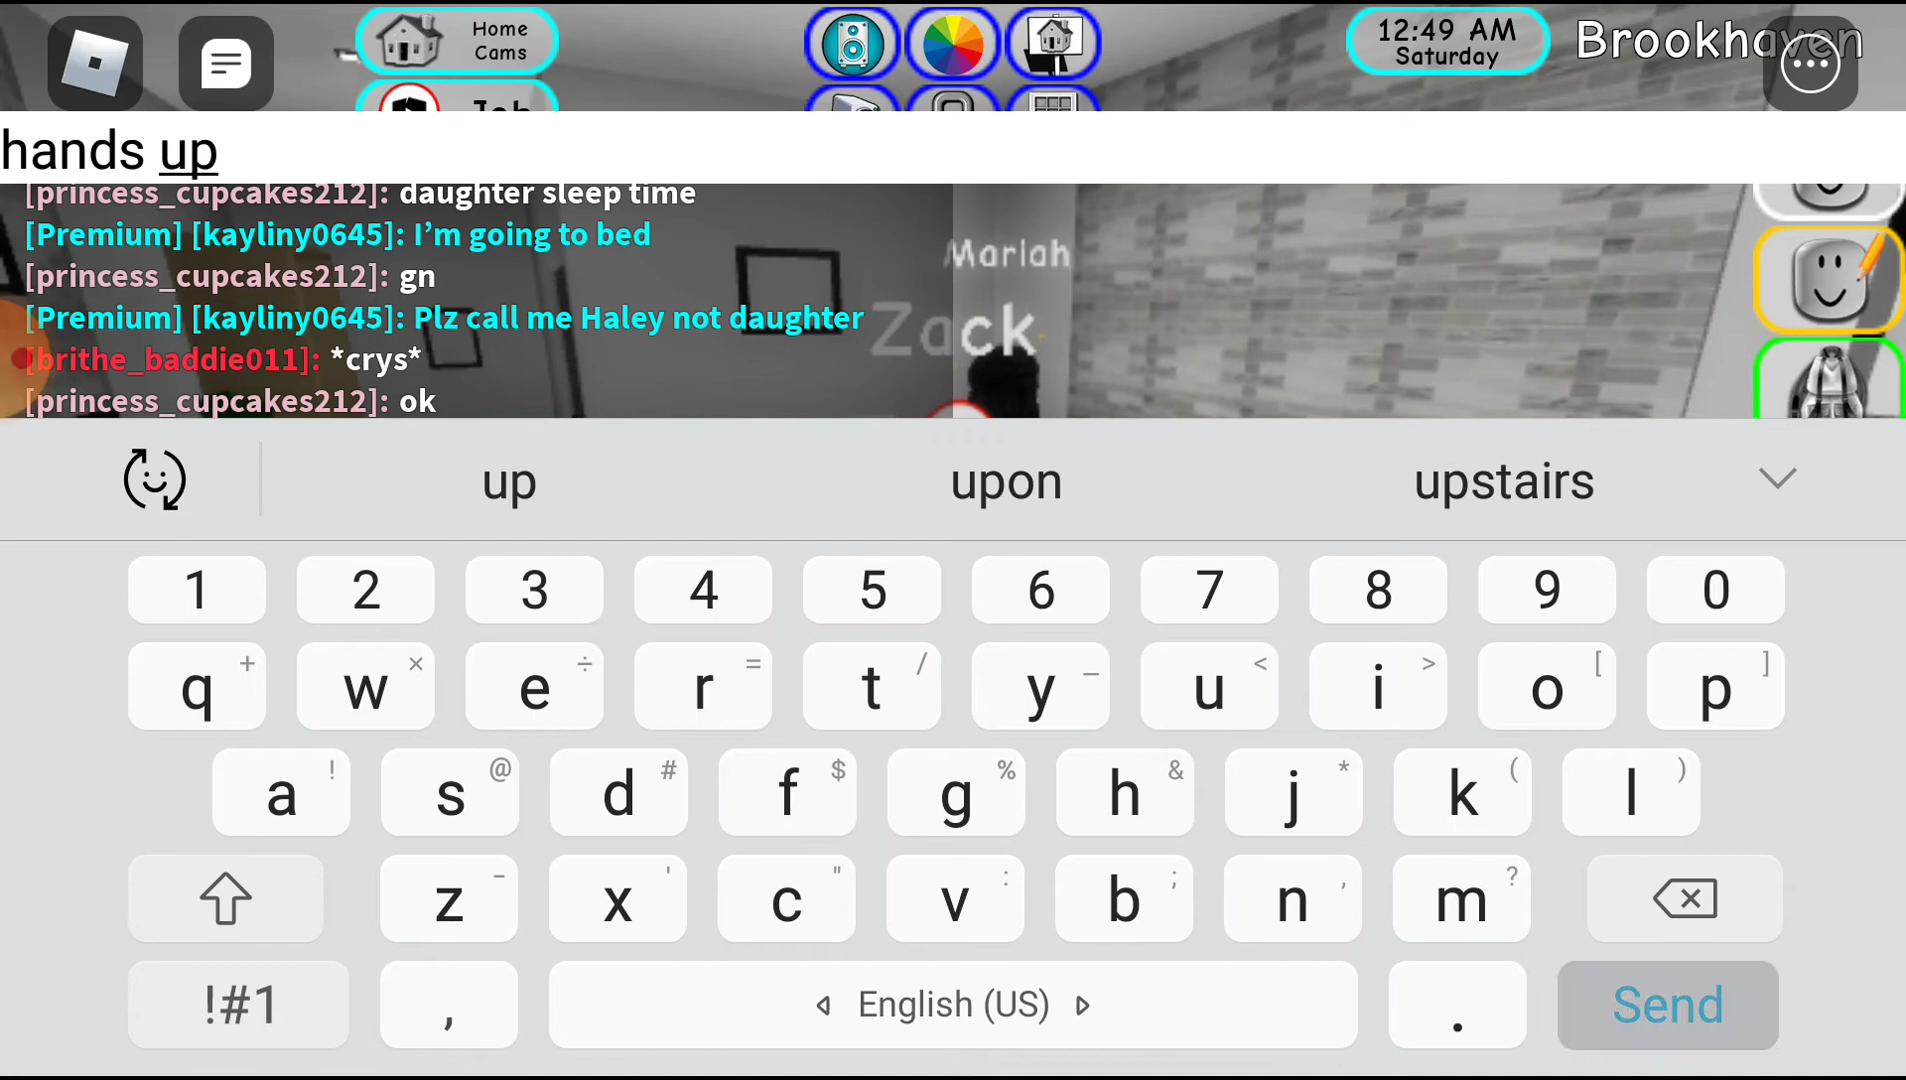 Home
Cams
12:49 AM
Saturday
Brookhaven
Job
hands up
[princess_cupcakes212]: daughter sleep time
[Premium] [kayliny0645]: I’m going to bed
[princess_cupcakes212]: gn
[Premium] [kayliny0645]: Plz call me Haley not daughter
[brithe_baddie011]: *crys*
[princess_cupcakes212]: ok
Mariah
Zack
up upon upstairs
1 2 3 4 5 6 7 8 9 0
q + w × e ÷ r = t / y _ u < i > o [ p ]
a ! s @ d # f $ g % h & j * k ( l )
z - x ' c " v : b ; n , m ?
!#1 , English (US) . Send